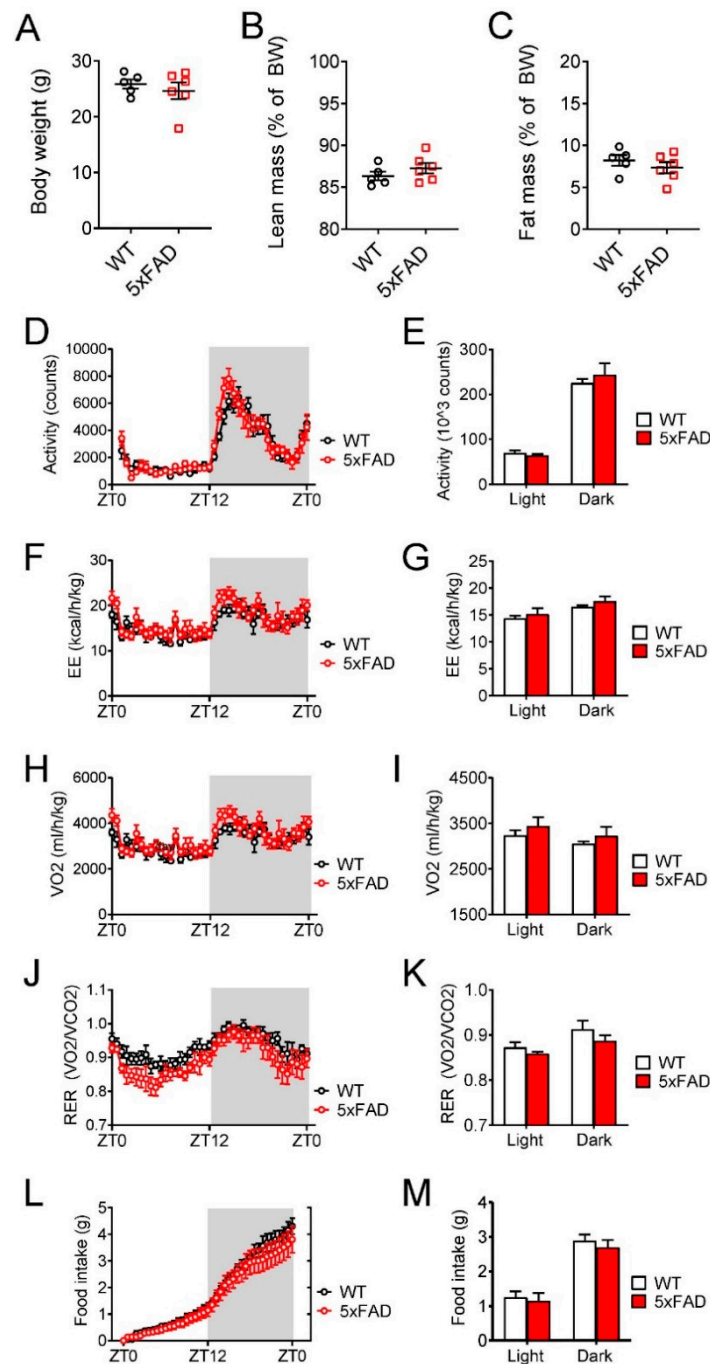 A
Body weight (g)
30
20
10
0
WT
5xFAD
B
Lean mass (% of BW)
100
95
90
85
80
WT
5xFAD
C
Fat mass (% of BW)
20
15
10
5
0
WT
5xFAD
D
Activity (counts)
10000
8000
6000
4000
2000
0
ZT0
ZT12
ZT0
WT
5xFAD
E
Activity (10^3 counts)
300
200
100
0
Light
Dark
WT
5xFAD
F
EE (kcal/h/kg)
30
20
10
0
ZT0
ZT12
ZT0
WT
5xFAD
G
EE (kcal/h/kg)
25
20
15
10
5
0
Light
Dark
WT
5xFAD
H
VO2 (ml/h/kg)
6000
4000
2000
0
ZT0
ZT12
ZT0
WT
5xFAD
I
VO2 (ml/h/kg)
4500
3500
2500
1500
Light
Dark
WT
5xFAD
J
RER (VO2/VCO2)
1.1
1.0
0.9
0.8
0.7
ZT0
ZT12
ZT0
WT
5xFAD
K
RER (VO2/VCO2)
1.0
0.9
0.8
0.7
Light
Dark
WT
5xFAD
L
Food intake (g)
5
4
3
2
1
0
ZT0
ZT12
ZT0
WT
5xFAD
M
Food intake (g)
4
3
2
1
0
Light
Dark
WT
5xFAD